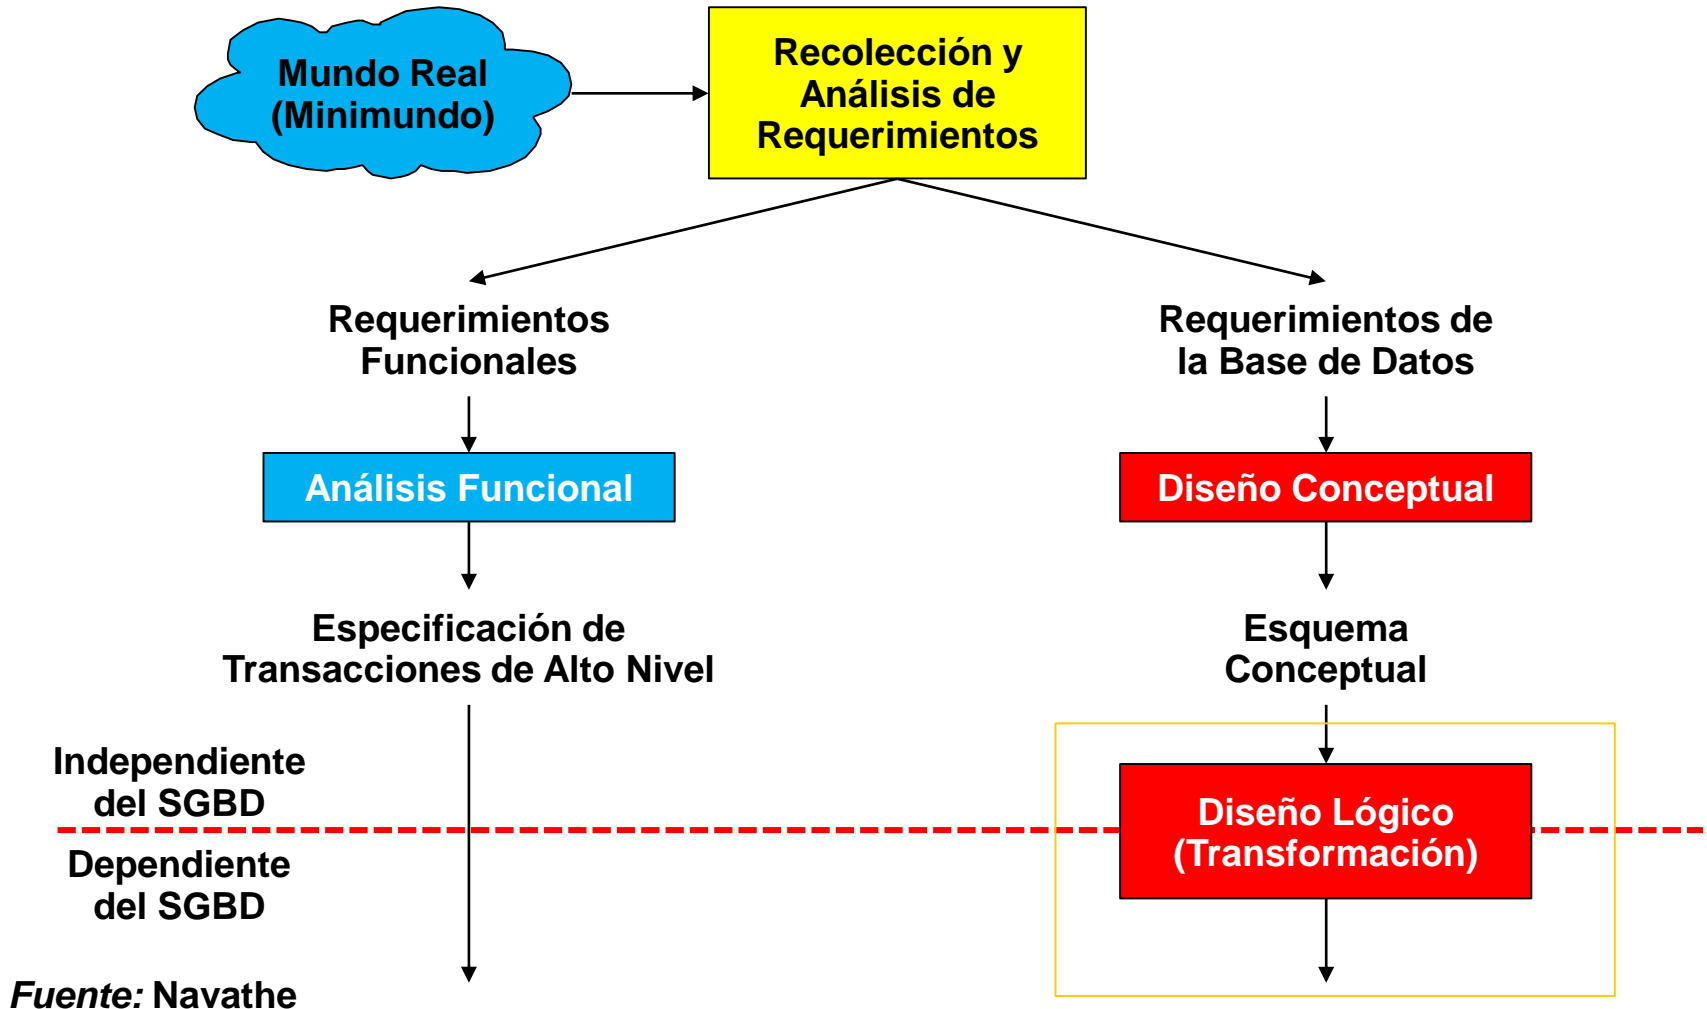 Mundo Real
(Minimundo)
Recolección y
Análisis de
Requerimientos
Requerimientos
Funcionales
Requerimientos de
la Base de Datos
Análisis Funcional
Diseño Conceptual
Especificación de
Transacciones de Alto Nivel
Esquema
Conceptual
Independiente
del SGBD
Diseño Lógico
(Transformación)
Dependiente
del SGBD
Fuente: Navathe